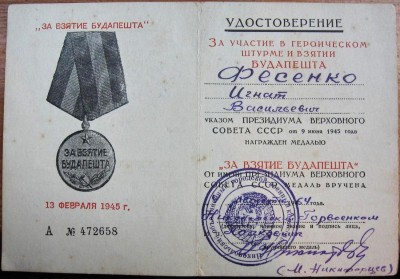 „ЗА ВЗЯТИЕ БУДАПЕШТА"
ЗА ВЗЯТИЕ
БУДАПЕШТА
13 ФЕВРАЛЯ 1945 г.
А № 472658
УДОСТОВЕРЕНИЕ
ЗА УЧАСТИЕ В ГЕРОИЧЕСКОМ
ШТУРМЕ И ВЗЯТИИ
БУДАПЕШТА
Фесенко
Игнат
Васильевич
УКАЗОМ ПРЕЗИДИУМА ВЕРХОВНОГО
СОВЕТА СССР от 9 июня 1945 года
НАГРАЖДЕН МЕДАЛЬЮ
„ЗА ВЗЯТИЕ БУДАПЕШТА"
От имени ПРЕЗИДИУМА ВЕРХОВНОГО
СОВЕТА СССР МЕДАЛЬ ВРУЧЕНА
(М. Никифорцев)